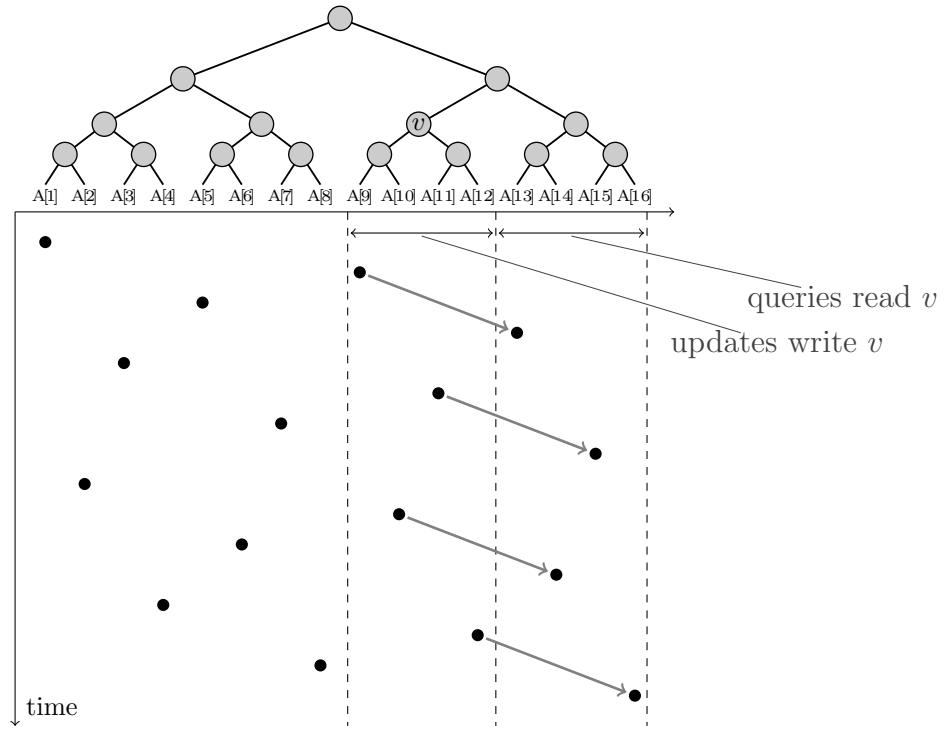 v
A[1] A[2] A[3] A[4] A[5] A[6] A[7] A[8] A[9] A[10] A[11] A[12] A[13] A[14] A[15] A[16]
queries read v
updates write v
time